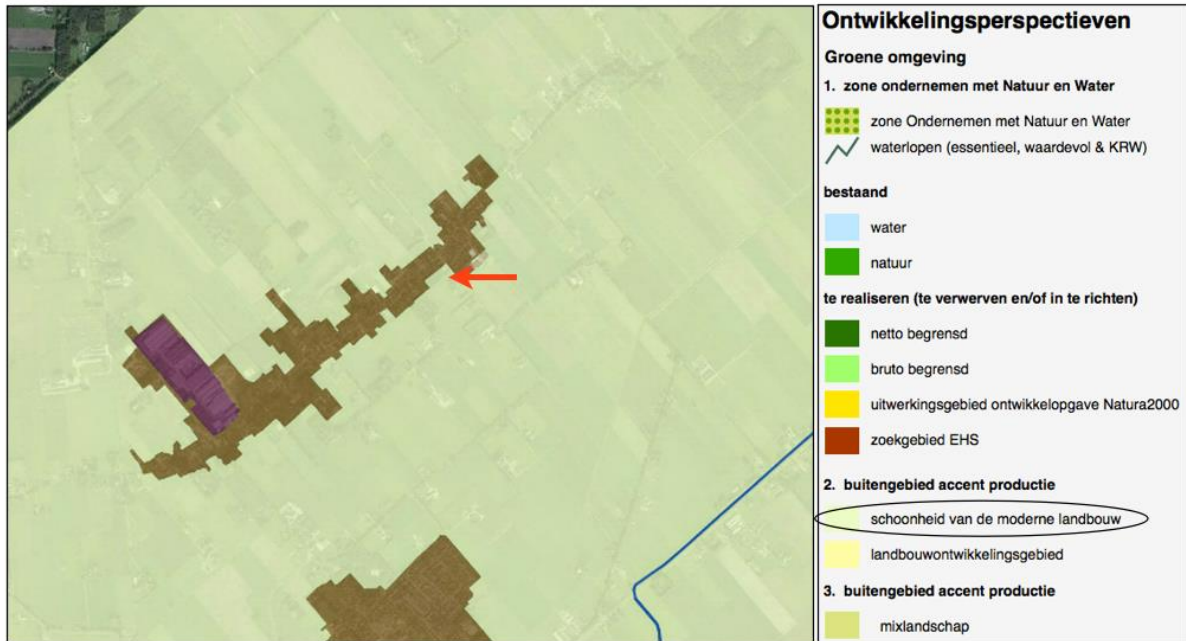 Ontwikkelingsperspectieven
Groene omgeving
1. zone ondernemen met Natuur en Water
zone Ondernemen met Natuur en Water
waterlopen (essentieel, waardevol & KRW)
bestaand
water
natuur
te realiseren (te verwerven en/of in te richten)
netto begrensd
bruto begrensd
uitwerkingsgebied ontwikkelopgave Natura2000
zoekgebied EHS
2. buitengebied accent productie
schoonheid van de moderne landbouw
landbouwontwikkelingsgebied
3. buitengebied accent productie
mixlandschap